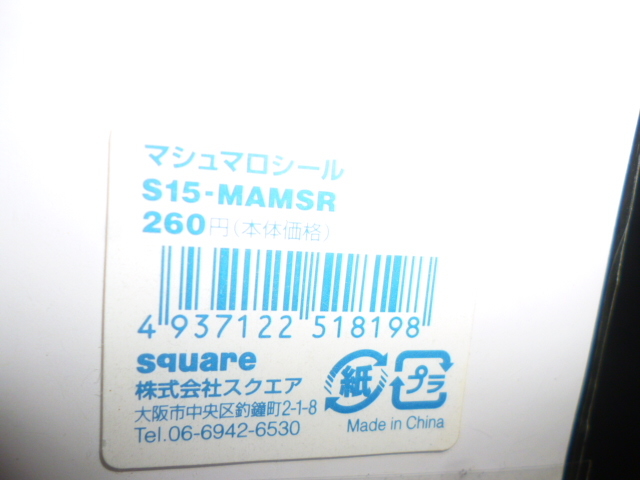 マシュマロシール
S15-MAMSR
260円(本体価格)
4 937122 518198
square
株式会社スクエア
大阪市中央区釣鐘町2-1-8
Tel.06-6942-6530
紙
プラ
Made in China